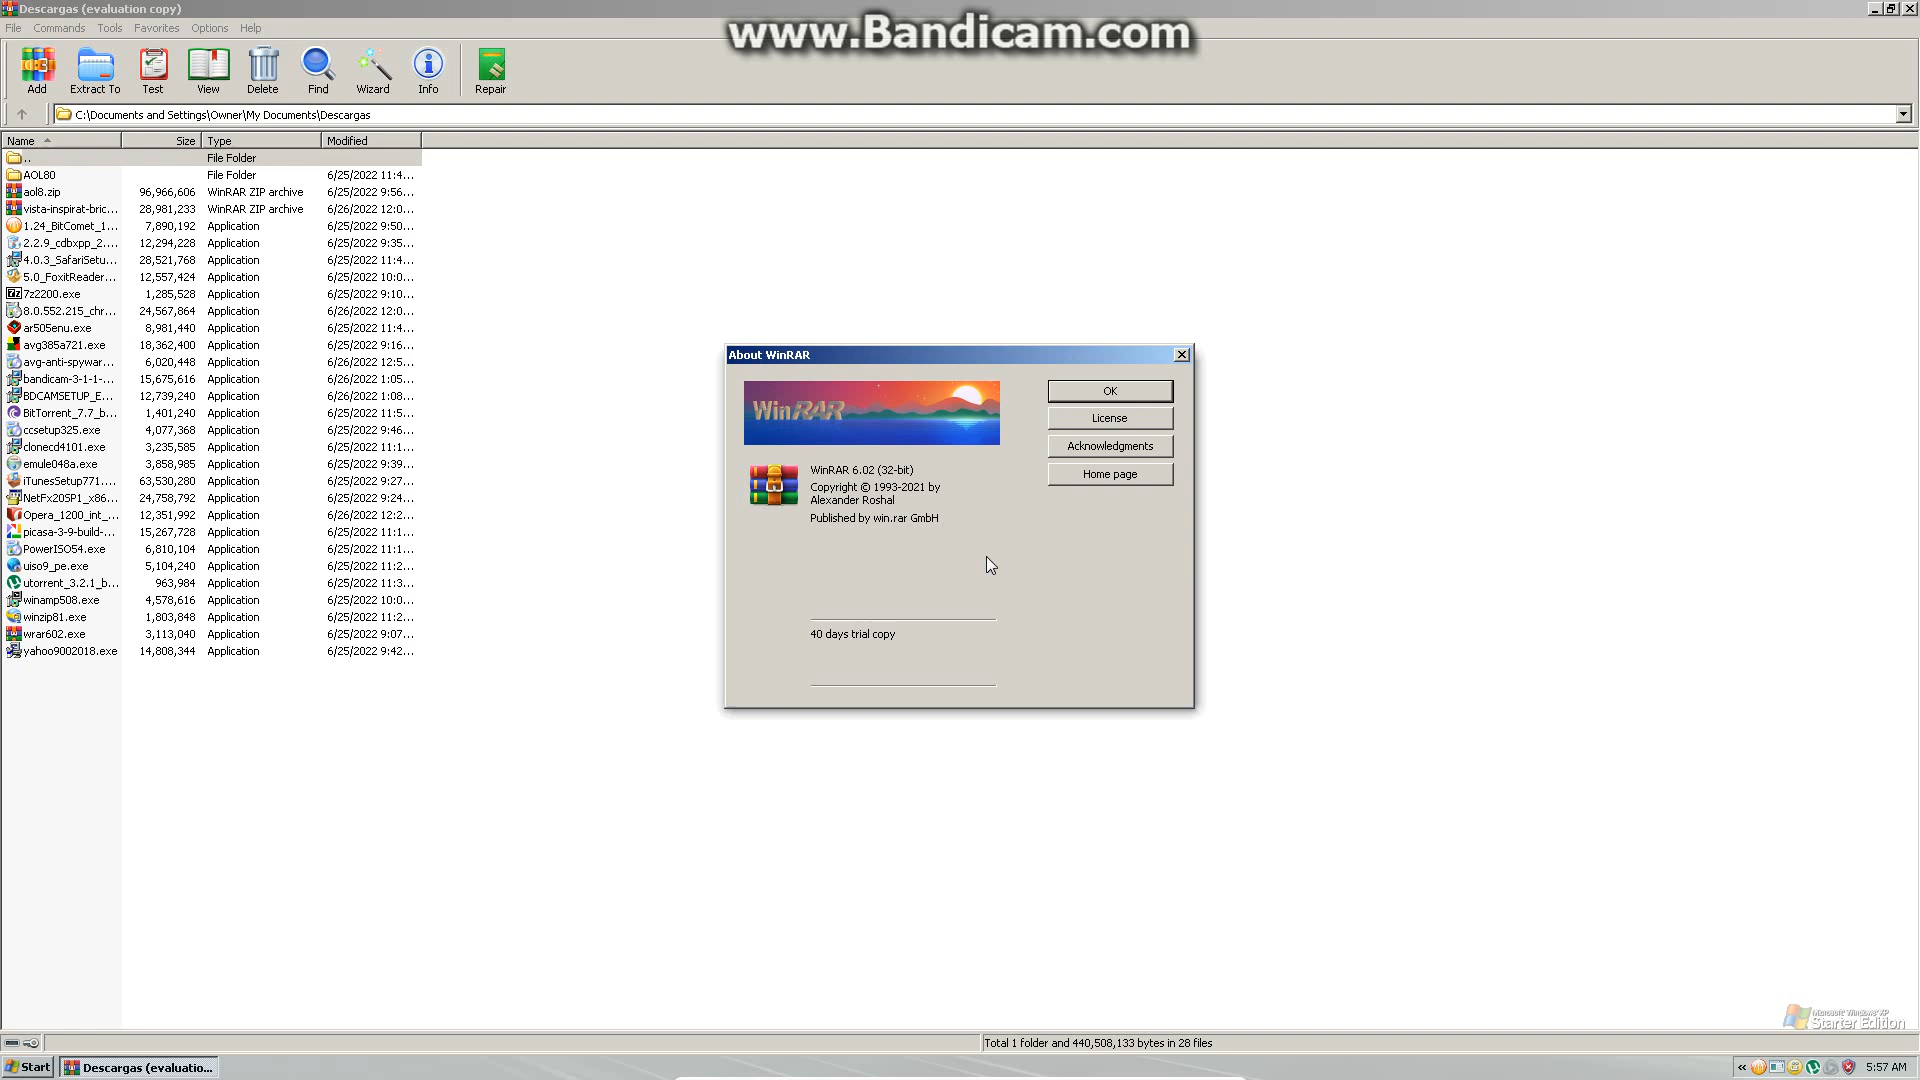 Descargas (evaluation copy)
www.Bandicam.com
File Commands Tools Favorites Options Help
Add Extract To Test View Delete Find Wizard Info Repair
C:\Documents and Settings\Owner\My Documents\Descargas
Name Size Type Modified
.. File Folder
AOL80 File Folder 6/25/2022 11:4...
aol8.zip 96,966,606 WinRAR ZIP archive 6/25/2022 9:56...
vista-inspirat-bric... 28,981,233 WinRAR ZIP archive 6/26/2022 12:0...
1.24_BitComet_1... 7,890,192 Application 6/25/2022 9:50...
2.2.9_cdbxpp_2.... 12,294,228 Application 6/25/2022 9:35...
4.0.3_SafariSetu... 28,521,768 Application 6/25/2022 11:4...
5.0_FoxitReader... 12,557,424 Application 6/25/2022 10:0...
7z2200.exe 1,285,528 Application 6/25/2022 9:10...
8.0.552.215_chr... 24,567,864 Application 6/26/2022 12:0...
ar505enu.exe 8,981,440 Application 6/25/2022 11:4...
avg385a721.exe 18,362,400 Application 6/25/2022 9:16...
avg-anti-spywar... 6,020,448 Application 6/26/2022 12:5...
bandicam-3-1-1-... 15,675,616 Application 6/26/2022 1:05...
BDCAMSETUP_E... 12,739,240 Application 6/26/2022 1:08...
BitTorrent_7.7_b... 1,401,240 Application 6/25/2022 11:5...
ccsetup325.exe 4,077,368 Application 6/25/2022 9:46...
clonecd4101.exe 3,235,585 Application 6/25/2022 11:1...
emule048a.exe 3,858,985 Application 6/25/2022 9:39...
iTunesSetup771.... 63,530,280 Application 6/25/2022 9:27...
NetFx20SP1_x86... 24,758,792 Application 6/25/2022 9:24...
Opera_1200_int_... 12,351,992 Application 6/26/2022 12:2...
picasa-3-9-build-... 15,267,728 Application 6/25/2022 11:1...
PowerISO54.exe 6,810,104 Application 6/25/2022 11:1...
uiso9_pe.exe 5,104,240 Application 6/25/2022 11:2...
utorrent_3.2.1_b... 963,984 Application 6/25/2022 11:3...
winamp508.exe 4,578,616 Application 6/25/2022 10:0...
winzip81.exe 1,803,848 Application 6/25/2022 11:2...
wrar602.exe 3,113,040 Application 6/25/2022 9:07...
yahoo9002018.exe 14,808,344 Application 6/25/2022 9:42...
About WinRAR
WinRAR
OK
License
Acknowledgments
Home page
WinRAR 6.02 (32-bit)
Copyright © 1993-2021 by
Alexander Roshal
Published by win.rar GmbH
40 days trial copy
Microsoft Windows XP
Starter Edition
Total 1 folder and 440,508,133 bytes in 28 files
Start Descargas (evaluatio... « 5:57 AM